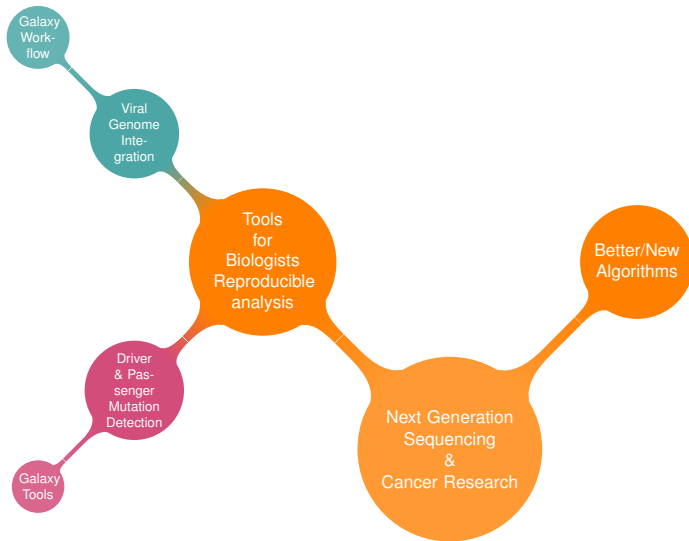 Galaxy
Work-
flow
Viral
Genome
Inte-
gration
Tools
for
Biologists
Reproducible
analysis
Better/New
Algorithms
Driver
& Pas-
senger
Mutation
Detection
Next Generation
Sequencing
&
Cancer Research
Galaxy
Tools